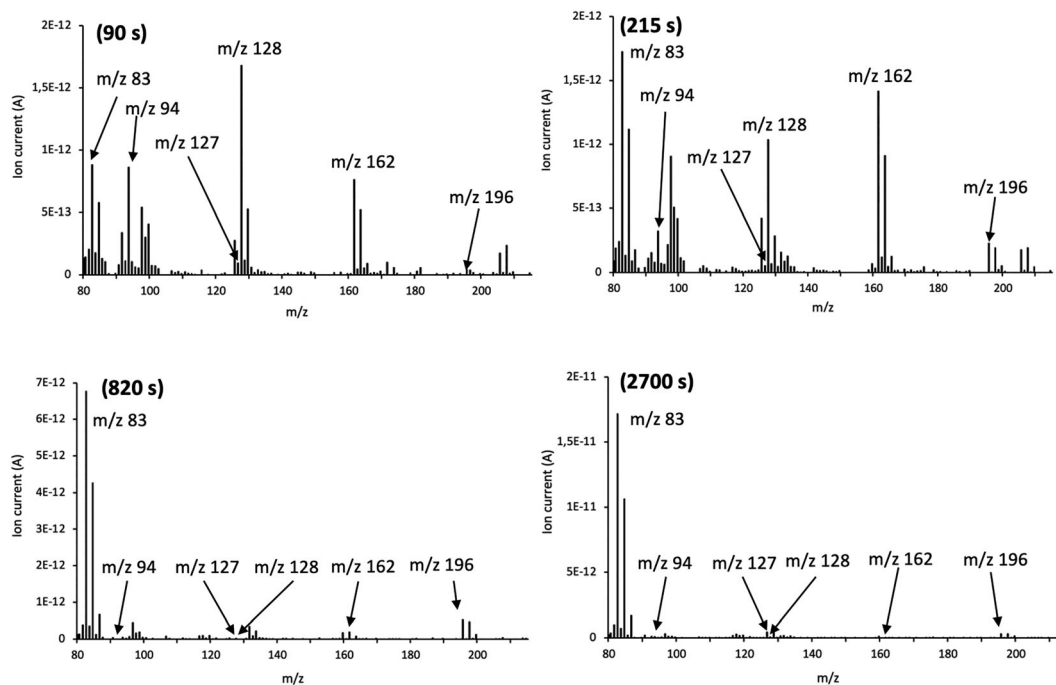 (90 s)
Ion current (A)
2E-12
1,5E-12
1E-12
5E-13
0
m/z 83
m/z 94
m/z 127
m/z 128
m/z 162
m/z 196
80 100 120 140 160 180 200
m/z
(215 s)
Ion current (A)
2E-12
1,5E-12
1E-12
5E-13
0
m/z 83
m/z 94
m/z 127
m/z 128
m/z 162
m/z 196
80 100 120 140 160 180 200
m/z
(820 s)
Ion current (A)
7E-12
6E-12
5E-12
4E-12
3E-12
2E-12
1E-12
0
m/z 83
m/z 94
m/z 127
m/z 128
m/z 162
m/z 196
80 100 120 140 160 180 200
m/z
(2700 s)
Ion current (A)
2E-11
1,5E-11
1E-11
5E-12
0
m/z 83
m/z 94
m/z 127
m/z 128
m/z 162
m/z 196
80 100 120 140 160 180 200
m/z